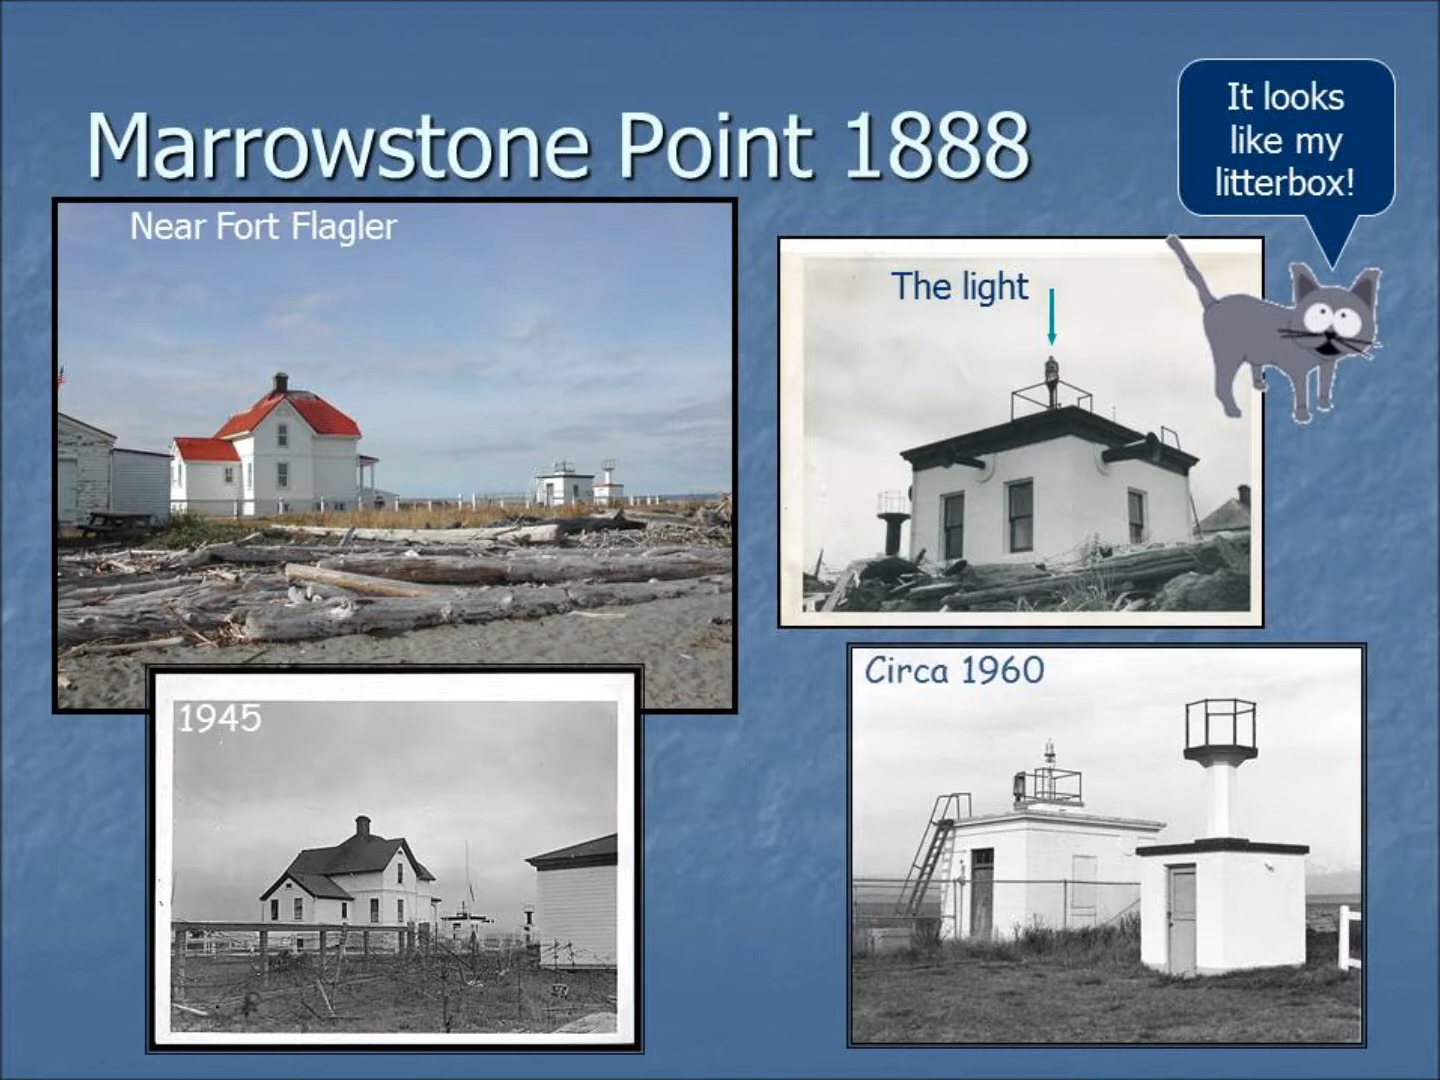 Marrowstone Point 1888
It looks
like my
litterbox!
Near Fort Flagler
The light
1945
Circa 1960